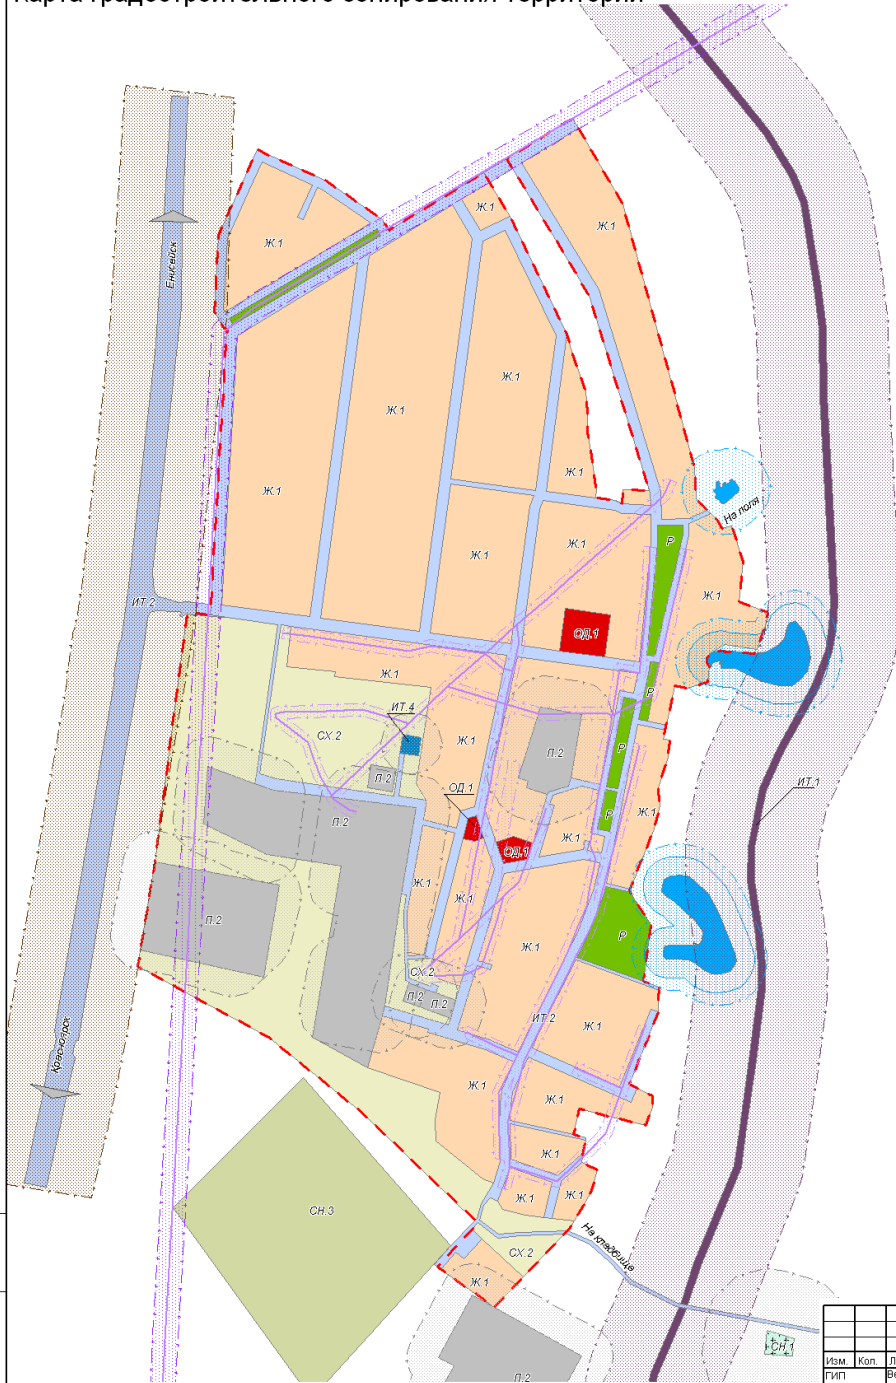 Карта градостроительного зонирования территории
Ж.1
Ж.1
Ж.1
Енисейск
Ж.1
Ж.1
Ж.1
Ж.1
Ж.1
На поля
Ж.1
Р
Ж.1
Ж.1
ИТ.2
ОД.1
Ж.1
Р
ИТ.4
СХ.2
Ж.1
П.2
Р
П.2
ИТ.1
ОД.1
П.2
Р
Ж.1
Ж.1
ОД.1
Ж.1
Ж.1
П.2
Ж.1
Р
СХ.2
П.2
П.2
ИТ.2
Ж.1
Красноярск
Ж.1
Ж.1
Ж.1
Ж.1
Ж.1
СН.3
На кладбище
СХ.2
Ж.1
СН.1
Изм.
Кол.
ГИП
П.2